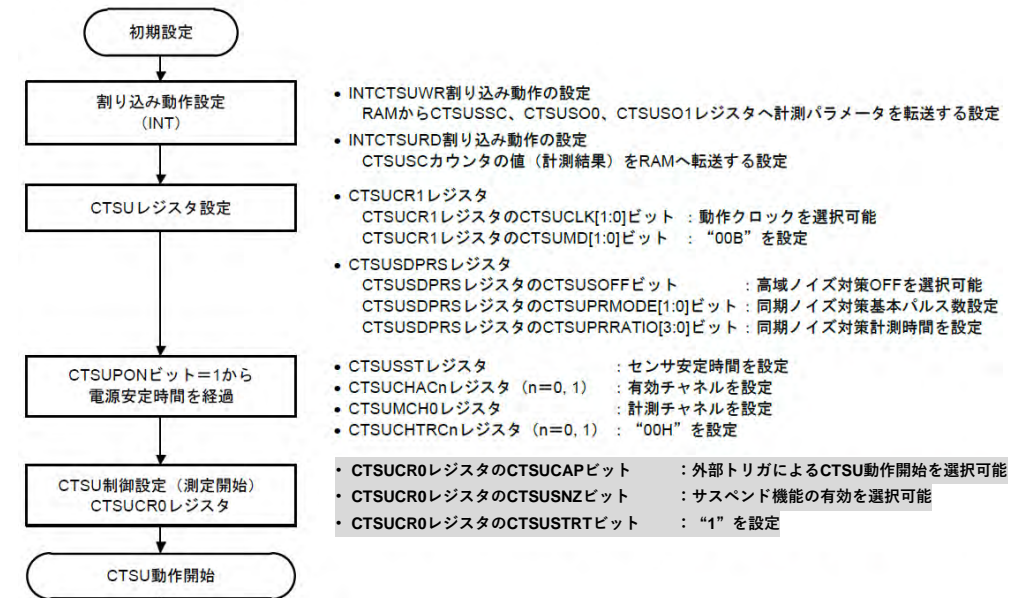 初期設定
割り込み動作設定
（INT）
• INTCTSUWR割り込み動作の設定
RAMからCTSUSSC、CTSUSO0、CTSUSO1レジスタへ計測パラメータを転送する設定
• INTCTSURD割り込み動作の設定
CTSUSCカウンタの値（計測結果）をRAMへ転送する設定
CTSUレジスタ設定
• CTSUCR1レジスタ
CTSUCR1レジスタのCTSUCLK[1:0]ビット ：動作クロックを選択可能
CTSUCR1レジスタのCTSUMD[1:0]ビット ： “00B”を設定
• CTSUSDPRSレジスタ
CTSUSDPRSレジスタのCTSUSOFFビット ：高域ノイズ対策OFFを選択可能
CTSUSDPRSレジスタのCTSUPRMODE[1:0]ビット：同期ノイズ対策基本パルス数設定
CTSUSDPRSレジスタのCTSUPRRATIO[3:0]ビット：同期ノイズ対策計測時間を設定
CTSUPONビット＝1から
電源安定時間を経過
• CTSUSSTレジスタ ：センサ安定時間を設定
• CTSUCHACnレジスタ（n＝0, 1） ：有効チャネルを設定
• CTSUMCH0レジスタ ：計測チャネルを設定
• CTSUCHTRCnレジスタ（n＝0, 1） ： “00H”を設定
CTSU制御設定（測定開始）
CTSUCR0レジスタ
・ CTSUCR0レジスタのCTSUCAPビット ：外部トリガによるCTSU動作開始を選択可能
・ CTSUCR0レジスタのCTSUSNZビット ：サスペンド機能の有効を選択可能
・ CTSUCR0レジスタのCTSUSTRTビット ： “1”を設定
CTSU動作開始